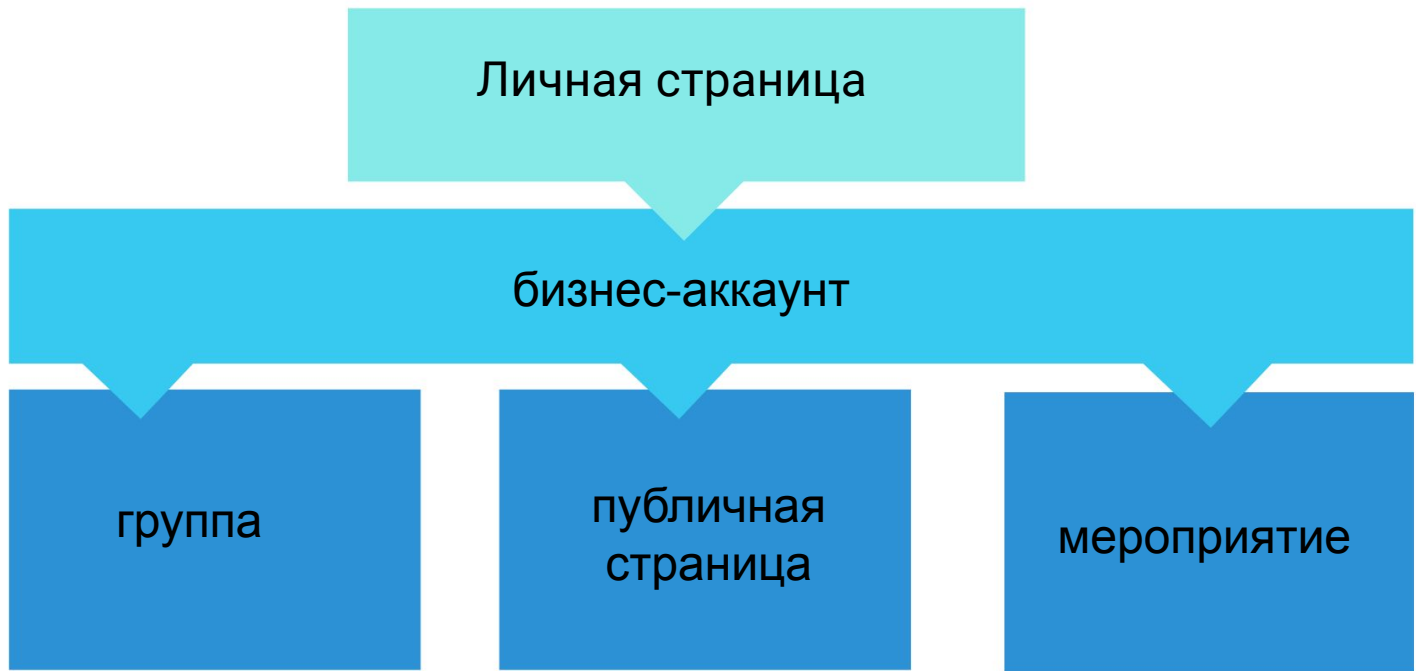 Личная страница
бизнес-аккаунт
группа
публичная
страница
мероприятие